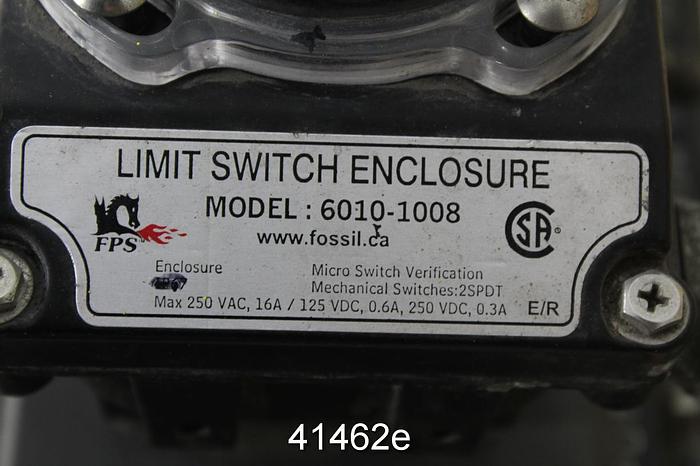 LIMIT SWITCH ENCLOSURE
MODEL : 6010-1008
FPS
www.fossil.ca
Enclosure
Micro Switch Verification
Mechanical Switches:2SPDT
Max 250 VAC, 16A / 125 VDC, 0.6A, 250 VDC, 0.3A E/R
41462e